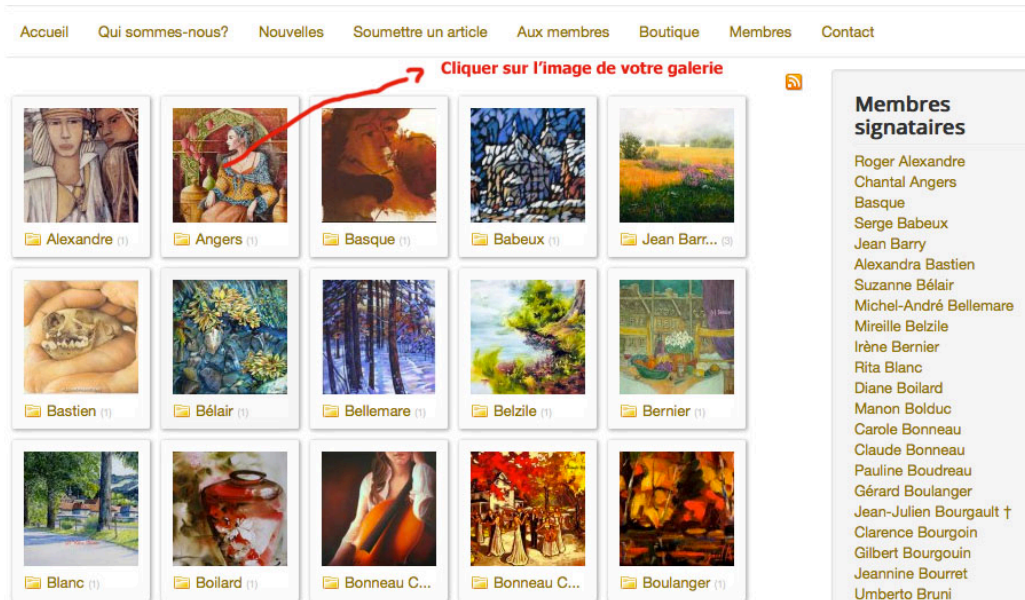 Accueil Qui sommes-nous? Nouvelles Soumettre un article Aux membres Boutique Membres Contact
Cliquer sur l'image de votre galerie
Alexandre (1) Angers (1) Basque (1) Babeux (1) Jean Barr... (3)
Bastien (1) Bélair (1) Bellemare (1) Belzile (1) Bernier (1)
Blanc (1) Boilard (1) Bonneau C... Bonneau C... Boulanger (1)
Membres
signataires
Roger Alexandre
Chantal Angers
Basque
Serge Babeux
Jean Barry
Alexandra Bastien
Suzanne Bélair
Michel-André Bellemare
Mireille Belzile
Irène Bernier
Rita Blanc
Diane Boilard
Manon Bolduc
Carole Bonneau
Claude Bonneau
Pauline Boudreau
Gérard Boulanger
Jean-Julien Bourgault †
Clarence Bourgoin
Gilbert Bourgouin
Jeannine Bourret
Umberto Bruni